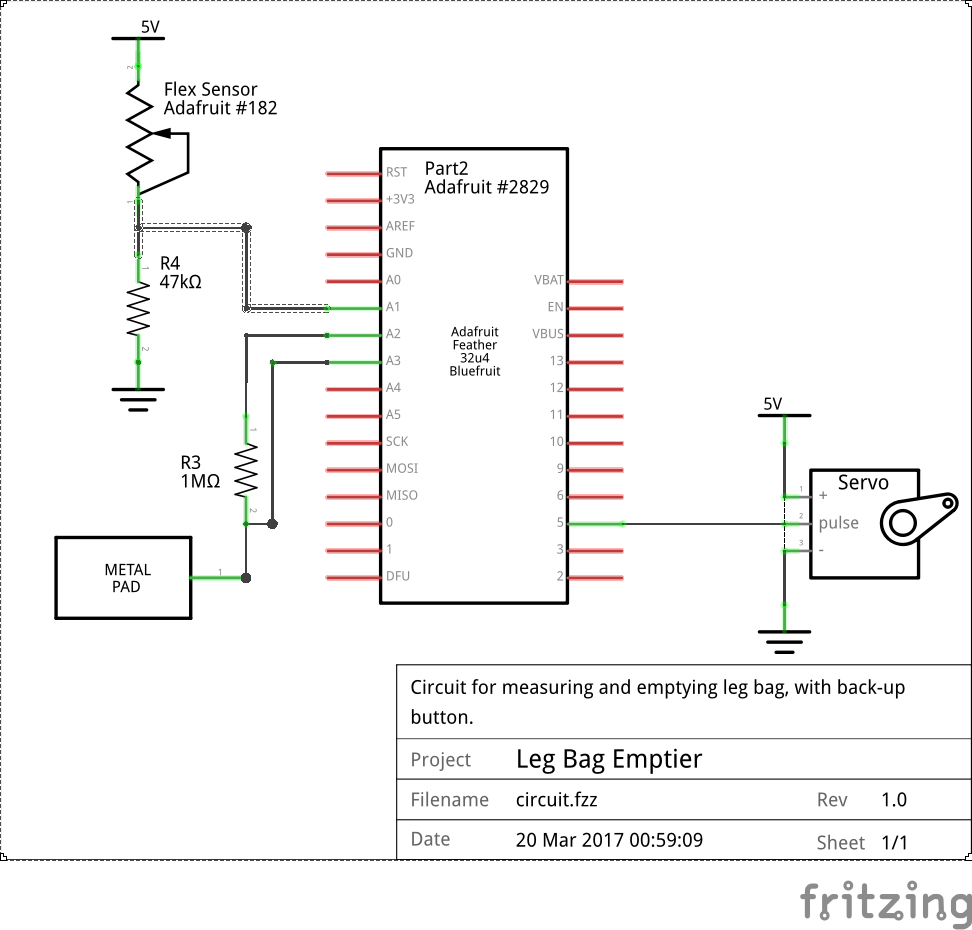 5V
2
Flex Sensor
Adafruit #182
1
R4
47kΩ
1
2
Part2
Adafruit #2829
RST
+3V3
AREF
GND
A0
A1
A2
A3
A4
A5
SCK
MOSI
MISO
0
1
DFU
Adafruit
Feather
32u4
Bluefruit
VBAT
EN
VBUS
13
12
11
10
9
6
5
3
2
R3
1MΩ
1
2
METAL
PAD
1
5V
Servo
1
+
2
pulse
3
-
Circuit for measuring and emptying leg bag, with back-up
button.
Project Leg Bag Emptier
Filename circuit.fzz Rev 1.0
Date 20 Mar 2017 00:59:09 Sheet 1/1
fritzing